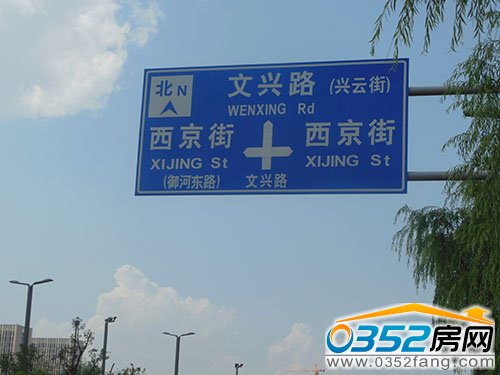 北 N
文兴路 (兴云街)
WENXING Rd
西京街 西京街
XIJING St XIJING St
(御河东路) 文兴路
0352房网
www.0352fang.com